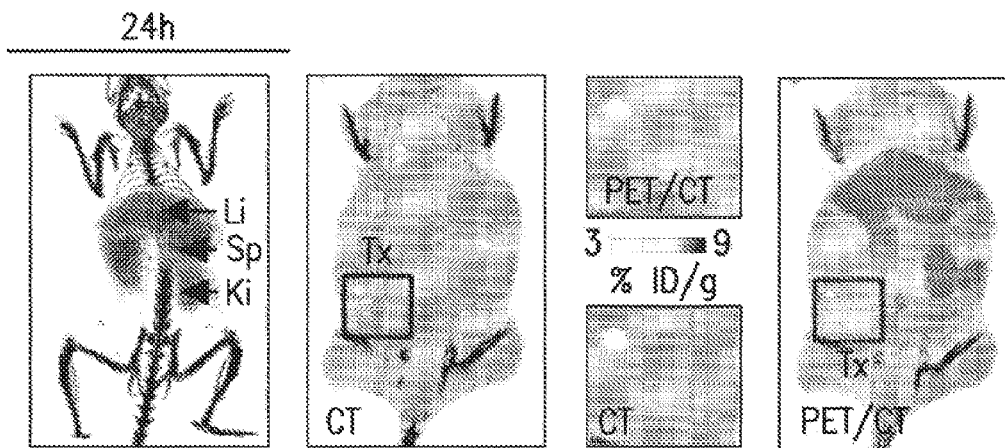 24h
Li
Sp
Ki
Tx
CT
PET/CT
3 9
% ID/g
CT
Tx
PET/CT